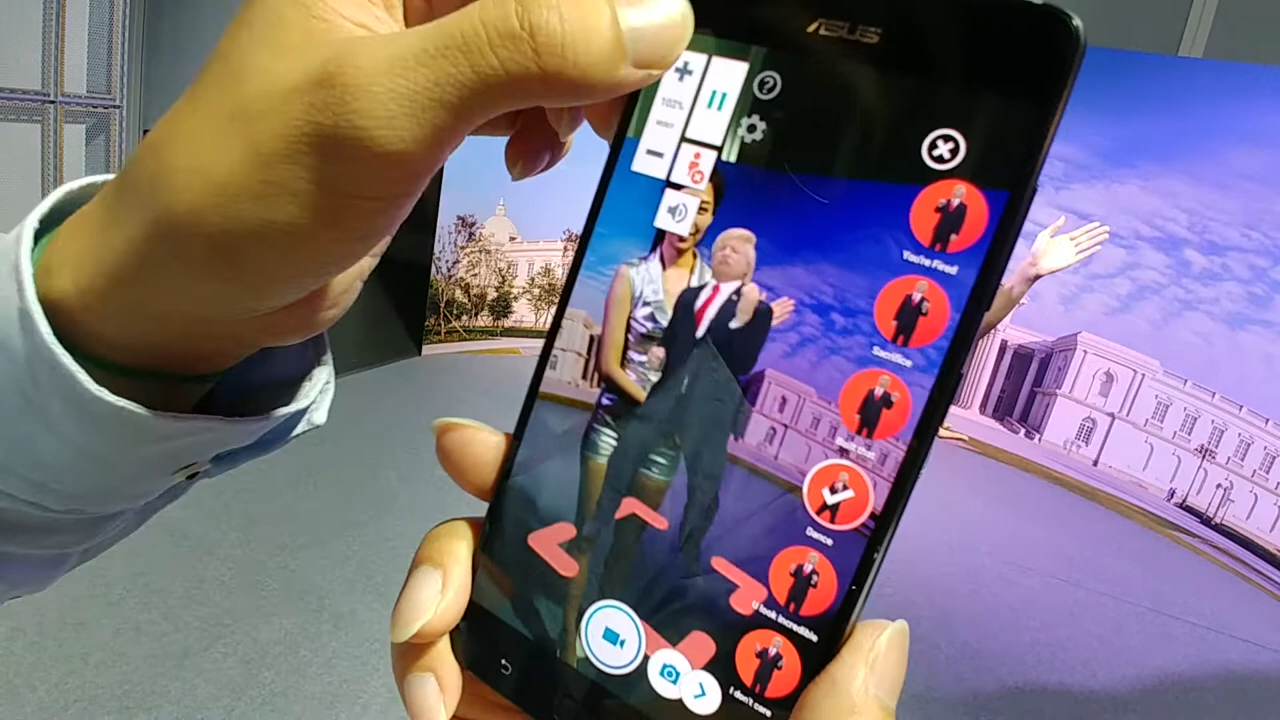 ASUS
102%
You're Fired
Sacrifice
Dance
U look incredible
I don't care